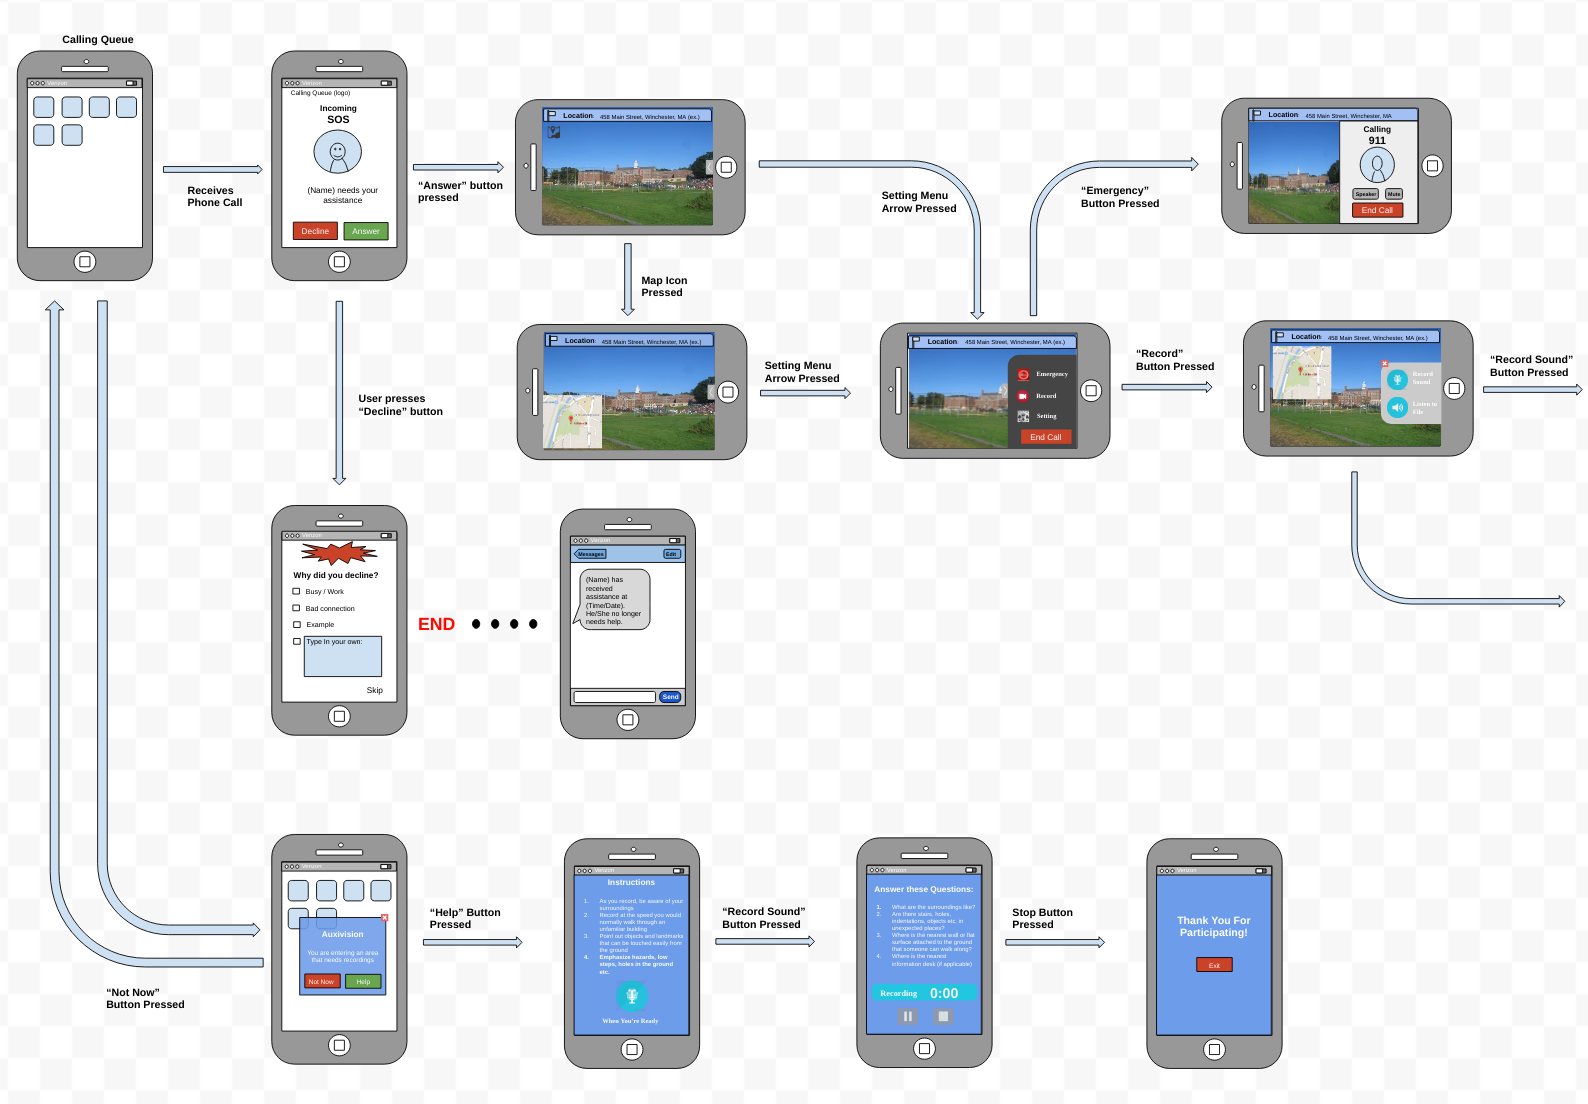 Calling Queue
Verizon
Receives
Phone Call
Verizon
Calling Queue (logo)
Incoming
SOS
(Name) needs your
assistance
Decline
Answer
“Answer” button
pressed
Location: 458 Main Street, Winchester, MA (ex.)
Setting Menu
Arrow Pressed
“Emergency”
Button Pressed
Location: 458 Main Street, Winchester, MA
Calling
911
Speaker
Mute
End Call
Map Icon
Pressed
Location: 458 Main Street, Winchester, MA (ex.)
Setting Menu
Arrow Pressed
Location: 458 Main Street, Winchester, MA (ex.)
Emergency
Record
Setting
End Call
“Record”
Button Pressed
Location: 458 Main Street, Winchester, MA (ex.)
Record
Sound
Listen to
File
“Record Sound”
Button Pressed
User presses
“Decline” button
Verizon
Why did you decline?
Busy / Work
Bad connection
Example
Type In your own:
Skip
END
Verizon
Messages
Edit
(Name) has
received
assistance at
(Time/Date).
He/She no longer
needs help.
Send
“Not Now”
Button Pressed
Verizon
Auxivision
You are entering an area
that needs recordings
Not Now
Help
“Help” Button
Pressed
Verizon
Instructions
1. As you record, be aware of your
surroundings
2. Record at the speed you would
normally walk through an
unfamiliar building
3. Point out objects and landmarks
that can be touched easily from
the ground
4. Emphasize hazards, low
steps, holes in the ground
etc.
When You're Ready
“Record Sound”
Button Pressed
Verizon
Answer these Questions:
1. What are the surroundings like?
2. Are there stairs, holes,
indentations, objects etc. in
unexpected places?
3. Where is the nearest wall or flat
surface attached to the ground
that someone can walk along?
4. Where is the nearest
information desk (if applicable)
Recording 0:00
Stop Button
Pressed
Verizon
Thank You For
Participating!
Exit